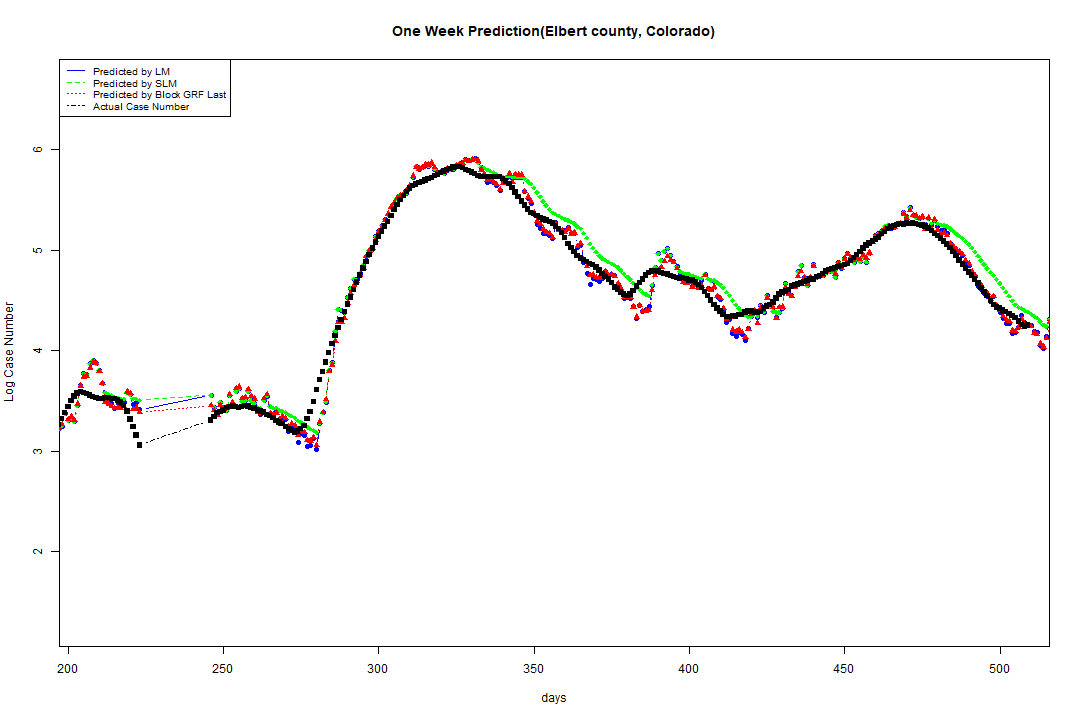 One Week Prediction(Elbert county, Colorado)
Predicted by LM
Predicted by SLM
Predicted by Block GRF Last
Actual Case Number
6
5
4
3
2
Log Case Number
200 250 300 350 400 450 500
days